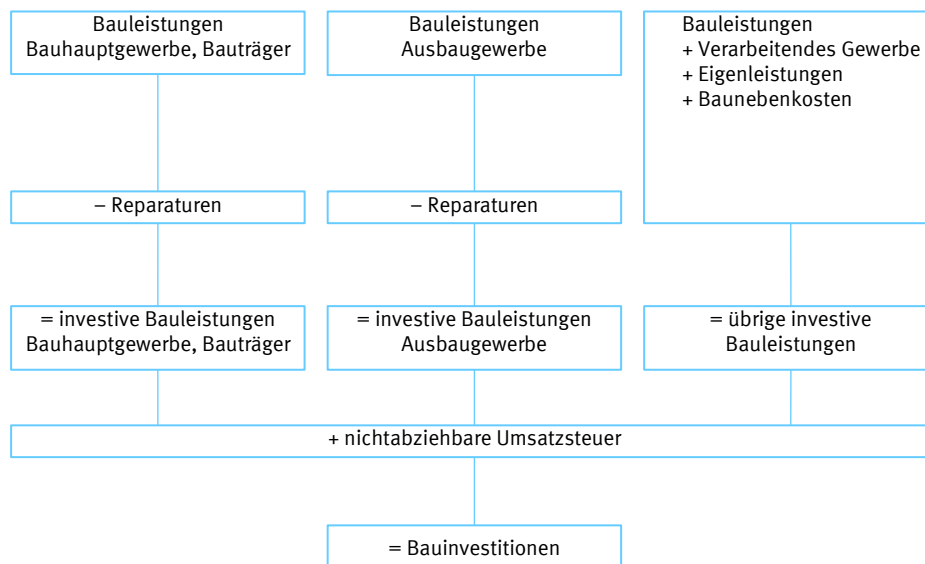 Bauleistungen
Bauhauptgewerbe, Bauträger
Bauleistungen
Ausbaugewerbe
Bauleistungen
+ Verarbeitendes Gewerbe
+ Eigenleistungen
+ Baunebenkosten
– Reparaturen
– Reparaturen
= investive Bauleistungen
Bauhauptgewerbe, Bauträger
= investive Bauleistungen
Ausbaugewerbe
= übrige investive
Bauleistungen
+ nichtabziehbare Umsatzsteuer
= Bauinvestitionen